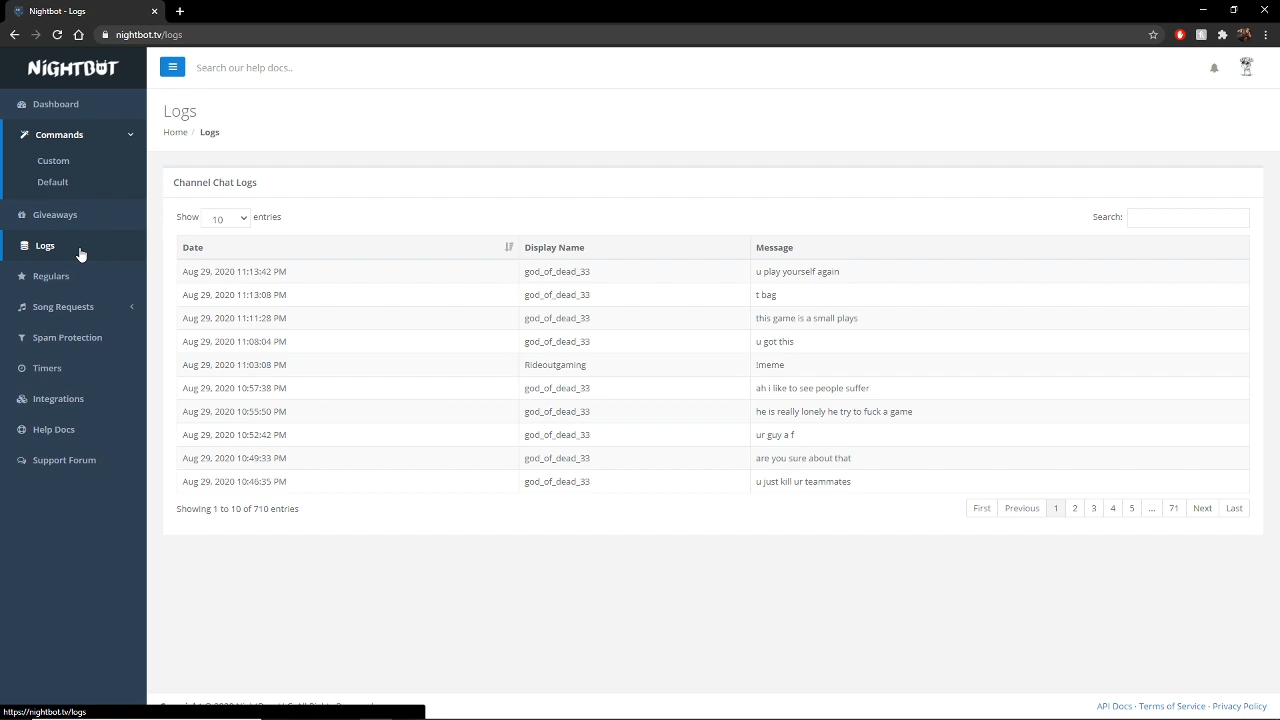 nightbot.tv/logs
NIGHTBOT
Search our help docs..
Dashboard
Commands
Custom
Default
Giveaways
Logs
Regulars
Song Requests
Spam Protection
Timers
Integrations
Help Docs
Support Forum
Logs
Home / Logs
Channel Chat Logs
Show 10 entries
Search:
Date Display Name Message
Aug 29, 2020 11:13:42 PM god_of_dead_33 u play yourself again
Aug 29, 2020 11:13:08 PM god_of_dead_33 t bag
Aug 29, 2020 11:11:28 PM god_of_dead_33 this game is a small plays
Aug 29, 2020 11:08:04 PM god_of_dead_33 u got this
Aug 29, 2020 11:03:08 PM Rideoutgaming !meme
Aug 29, 2020 10:57:38 PM god_of_dead_33 ah i like to see people suffer
Aug 29, 2020 10:55:50 PM god_of_dead_33 he is really lonely he try to fuck a game
Aug 29, 2020 10:52:42 PM god_of_dead_33 ur guy a f
Aug 29, 2020 10:49:33 PM god_of_dead_33 are you sure about that
Aug 29, 2020 10:46:35 PM god_of_dead_33 u just kill ur teammates
Showing 1 to 10 of 710 entries
First Previous 1 2 3 4 5 ... 71 Next Last
https://nightbot.tv/logs
API Docs · Terms of Service · Privacy Policy